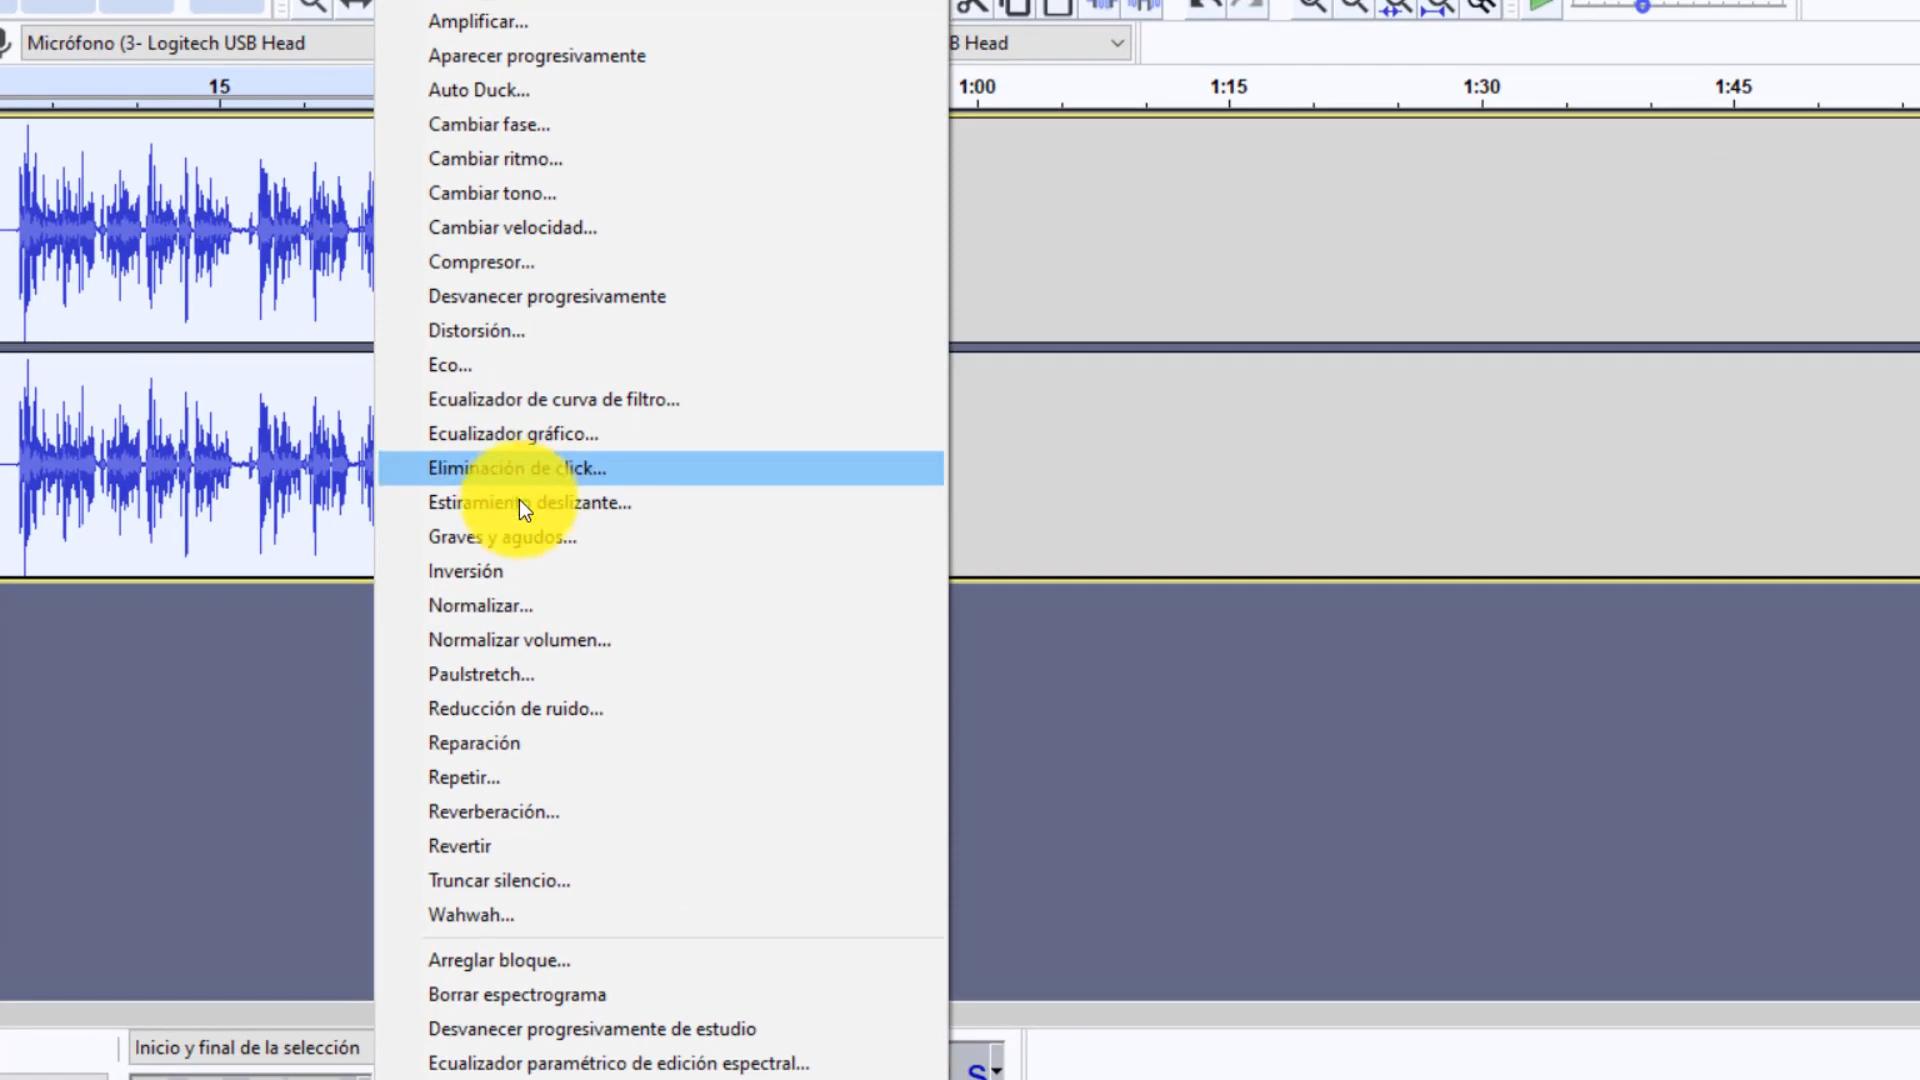 Micrófono (3- Logitech USB Head
B Head
15
1:00
1:15
1:30
1:45
Amplificar...
Aparecer progresivamente
Auto Duck...
Cambiar fase...
Cambiar ritmo...
Cambiar tono...
Cambiar velocidad...
Compresor...
Desvanecer progresivamente
Distorsión...
Eco...
Ecualizador de curva de filtro...
Ecualizador gráfico...
Eliminación de click...
Estiramiento deslizante...
Graves y agudos...
Inversión
Normalizar...
Normalizar volumen...
Paulstretch...
Reducción de ruido...
Reparación
Repetir...
Reverberación...
Revertir
Truncar silencio...
Wahwah...
Arreglar bloque...
Borrar espectrograma
Desvanecer progresivamente de estudio
Ecualizador paramétrico de edición espectral...
Inicio y final de la selección
s